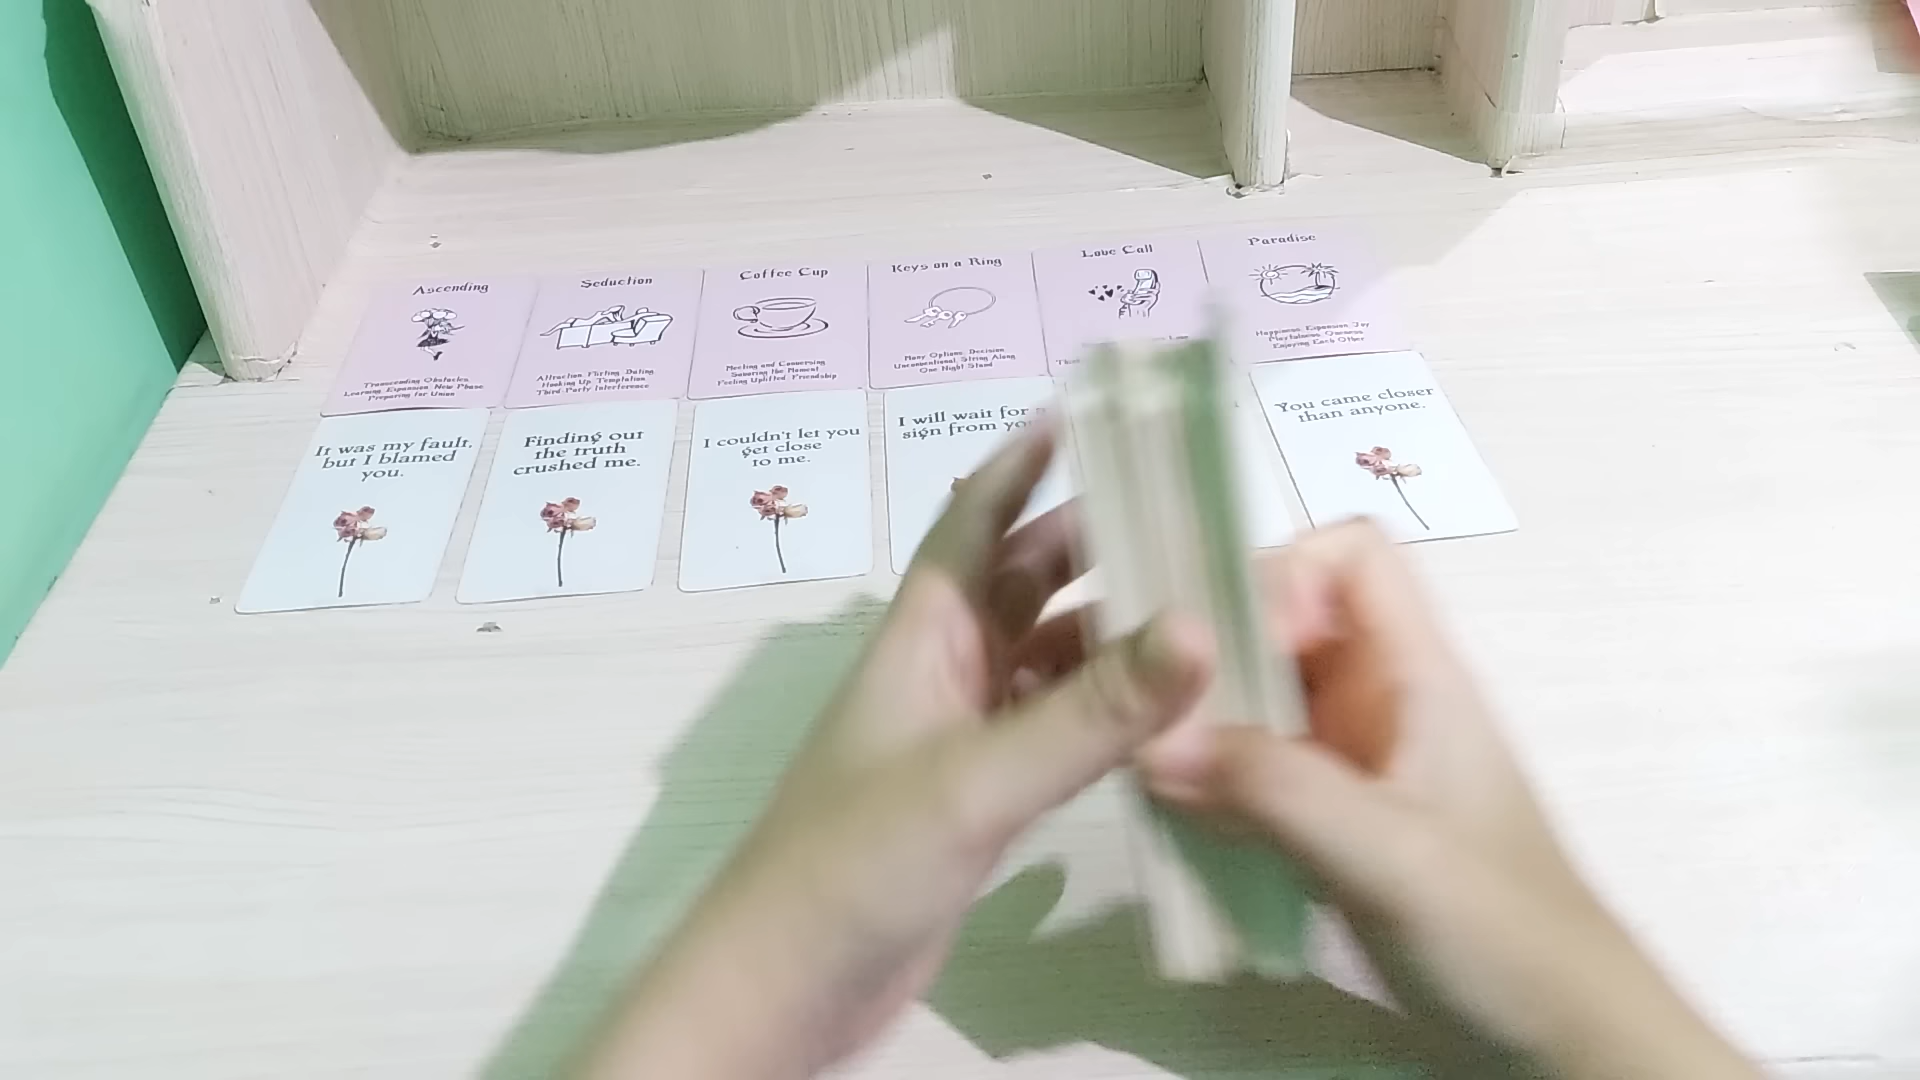 Ascending
Transcending Obstacles
Learning Expansion New Phase
Preparing for Union
Seduction
Attraction Flirting Dating
Hooking Up Temptation
Third Party Interference
Coffee Cup
Meeting and Conversing
Savoring the Moment
Feeling Uplifted Friendship
Keys on a Ring
Many Options Decision
Unconventional String Along
One Night Stand
Love Call
Love
Paradise
Happiness Expansion Joy
Playfulness Oneness
Enjoying Each Other
It was my fault,
but I blamed
you.
Finding out
the truth
crushed me.
I couldn't let you
get close
to me.
I will wait for
sign from
You came closer
than anyone.